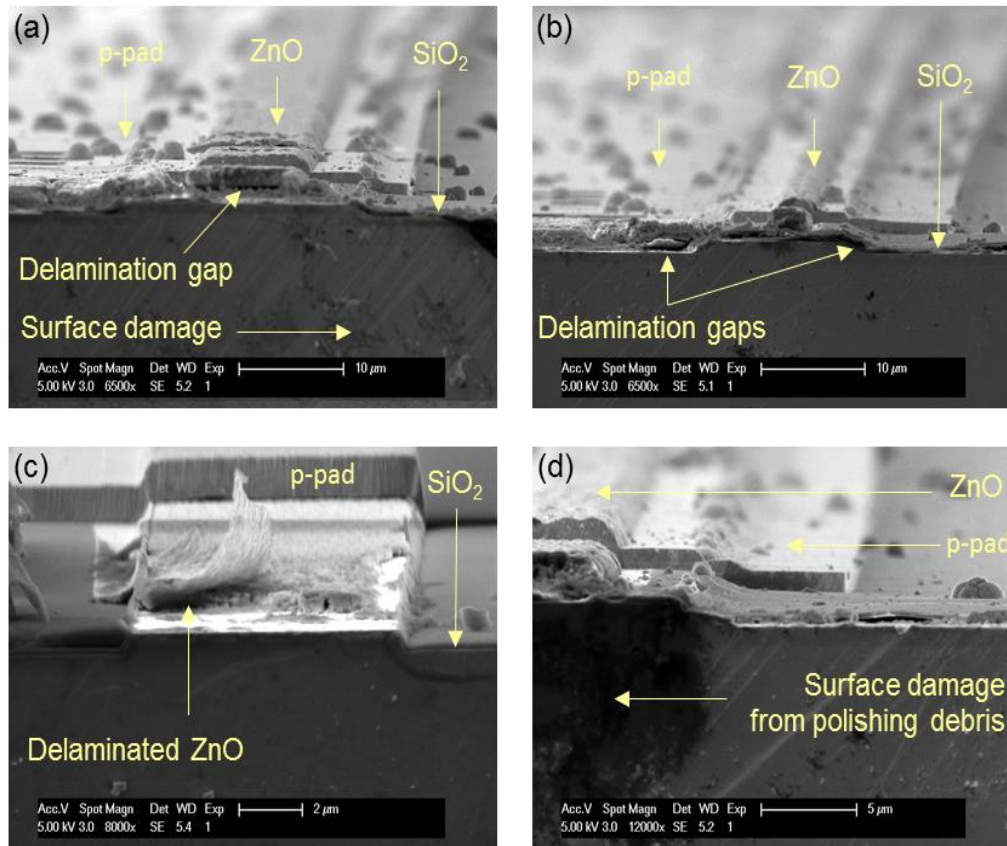 (a)
p-pad
ZnO
SiO₂
Delamination gap
Surface damage
Acc.V Spot Magn Det WD Exp 10 µm
5.00 kV 3.0 6500x SE 5.2 1
(b)
p-pad
ZnO
SiO₂
Delamination gaps
Acc.V Spot Magn Det WD Exp 10 µm
5.00 kV 3.0 6500x SE 5.1 1
(c)
p-pad
SiO₂
Delaminated ZnO
Acc.V Spot Magn Det WD Exp 2 µm
5.00 kV 3.0 8000x SE 5.4 1
(d)
ZnO
p-pad
Surface damage
from polishing debris
Acc.V Spot Magn Det WD Exp 5 µm
5.00 kV 3.0 12000x SE 5.2 1